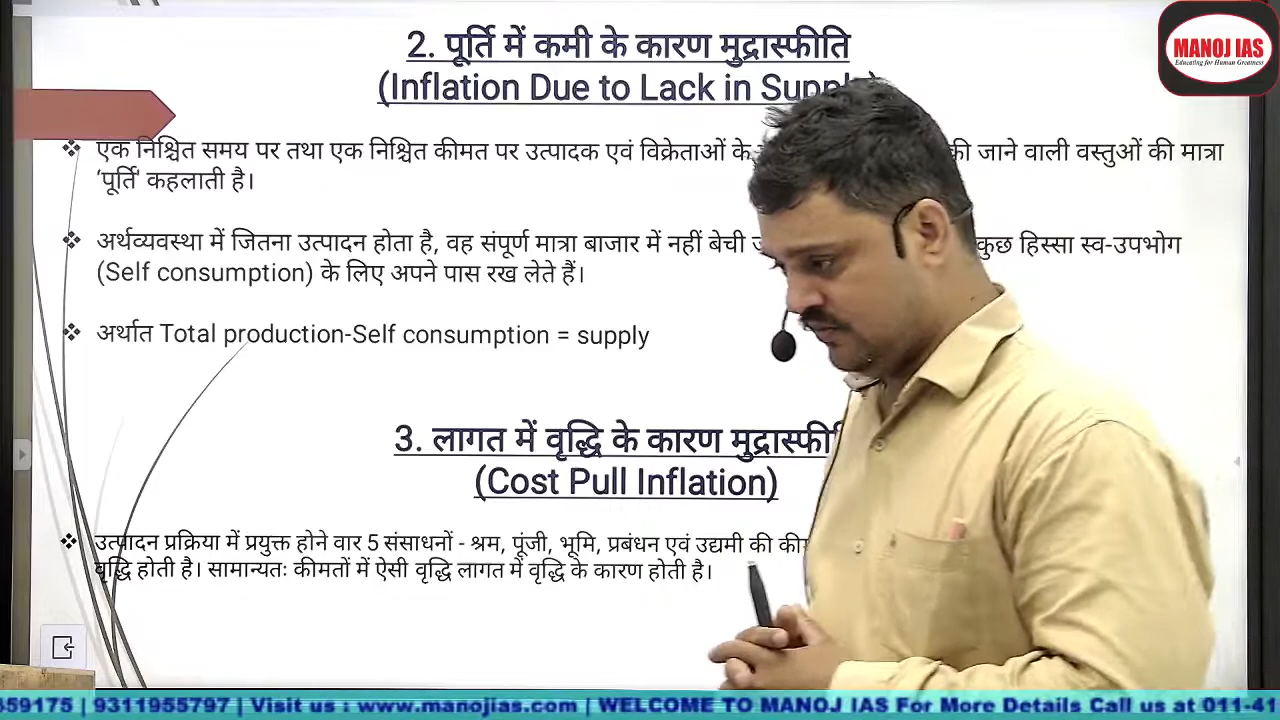 MANOJ IAS
Educating for Human Greatness
2. पूर्ति में कमी के कारण मुद्रास्फीति
(Inflation Due to Lack in
एक निश्चित समय पर तथा एक निश्चित कीमत पर उत्पादक एवं विक्रेताओं के की जाने वाली वस्तुओं की मात्रा
'पूर्ति' कहलाती है।
अर्थव्यवस्था में जितना उत्पादन होता है, वह संपूर्ण मात्रा बाजार में नहीं बेची कुछ हिस्सा स्व-उपभोग
(Self consumption) के लिए अपने पास रख लेते हैं।
अर्थात Total production-Self consumption = supply
3. लागत में वृद्धि के कारण
(Cost Pull Inflation)
उत्पादन प्रक्रिया में प्रयुक्त होने वार 5 संसाधनों - श्रम, पूंजी, भूमि, प्रबंधन एवं उद्यमी की
वृद्धि होती है। सामान्यतः कीमतों में ऐसी वृद्धि लागत में वृद्धि के कारण होती है।
359175 | 9311955797 | Visit us : www.manojias.com | WELCOME TO MANOJ IAS For More Details Call us at 011-41